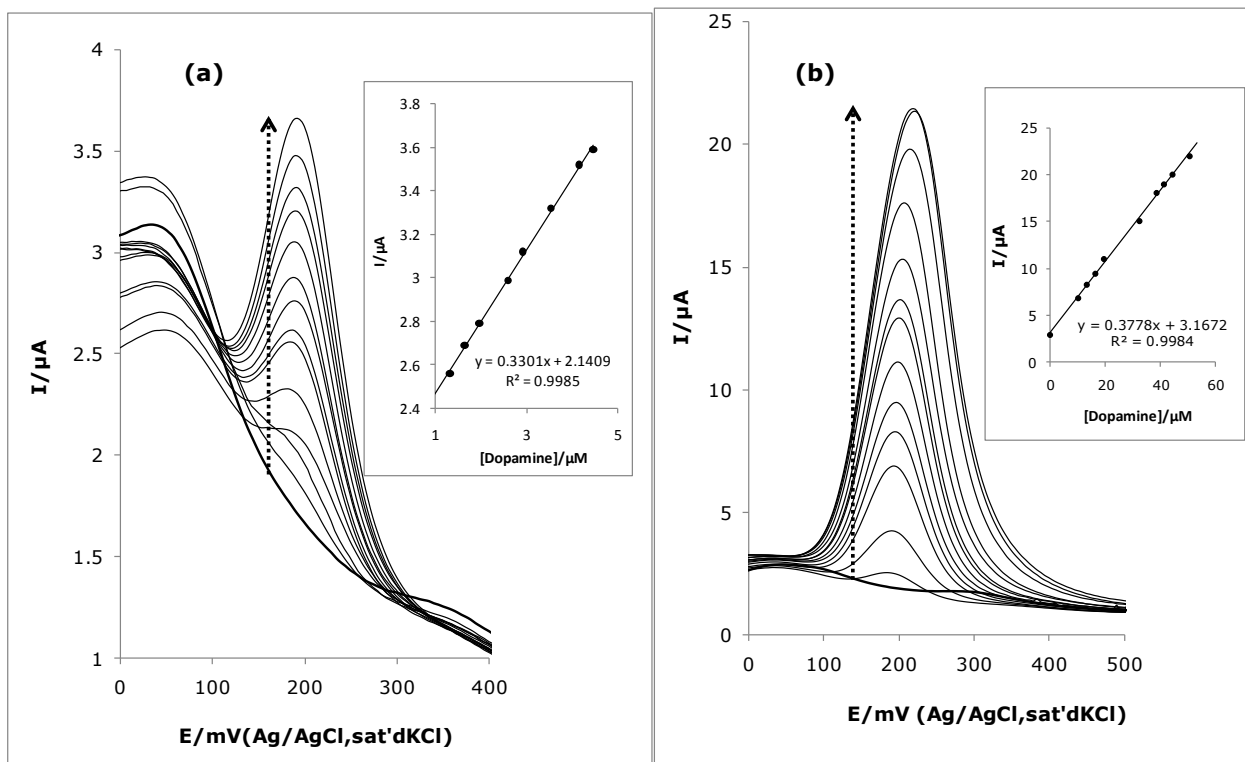 (a)
I/µA
4
3.5
3
2.5
2
1.5
1
0 100 200 300 400
E/mV(Ag/AgCl,sat'dKCl)
I/µA
3.8
3.6
3.4
3.2
3.0
2.8
2.6
2.4
1 3 5
[Dopamine]/µM
y = 0.3301x + 2.1409
R² = 0.9985
(b)
I/µA
25
20
15
10
5
0
0 100 200 300 400 500
E/mV (Ag/AgCl,sat'dKCl)
I/µA
25
20
15
10
5
0
0 20 40 60
[Dopamine]/µM
y = 0.3778x + 3.1672
R² = 0.9984